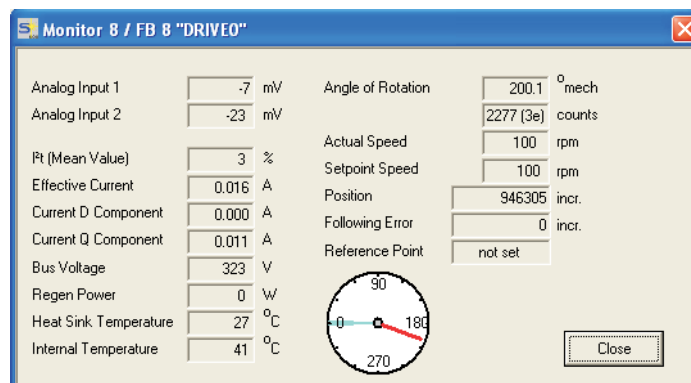 Monitor 8 / FB 8 "DRIVE0"
Analog Input 1 -7 mV
Analog Input 2 -23 mV
I²t (Mean Value) 3 %
Effective Current 0.016 A
Current D Component 0.000 A
Current Q Component 0.011 A
Bus Voltage 323 V
Regen Power 0 W
Heat Sink Temperature 27 °C
Internal Temperature 41 °C
Angle of Rotation 200.1 °mech
2277 (3e) counts
Actual Speed 100 rpm
Setpoint Speed 100 rpm
Position 946305 incr.
Following Error 0 incr.
Reference Point not set
90
0 180
270
Close